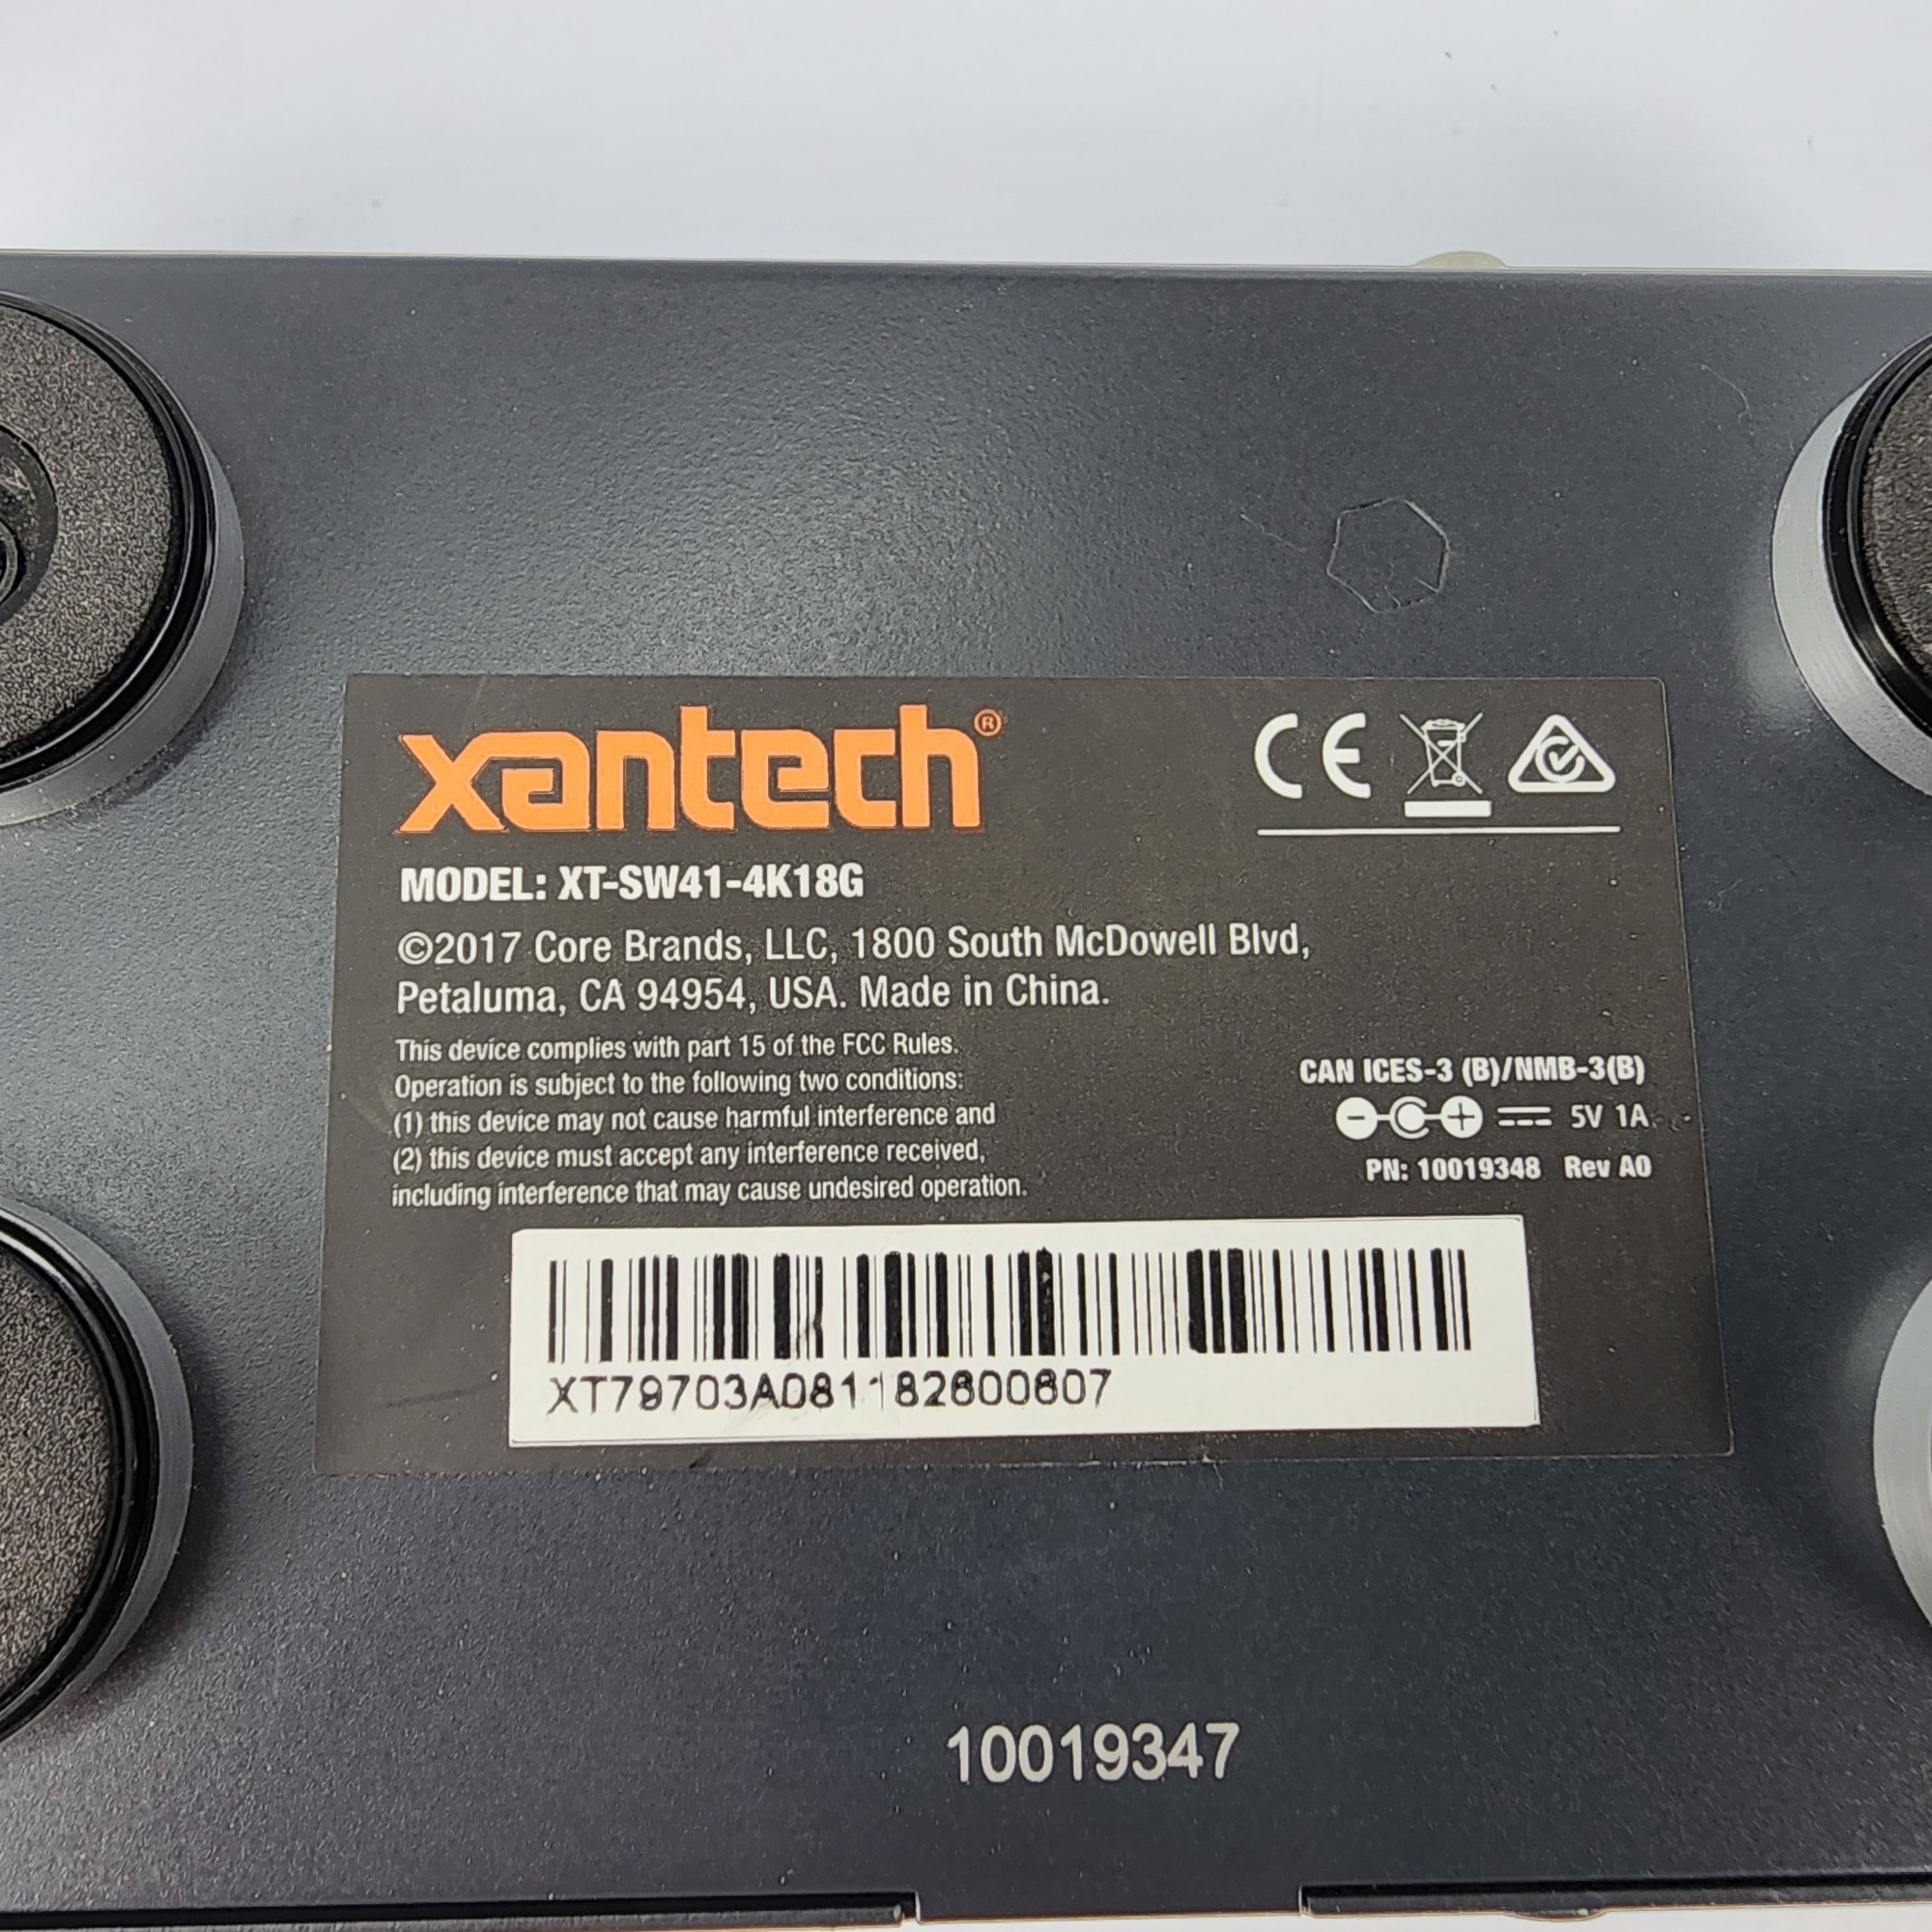 xantech®
CE
MODEL: XT-SW41-4K18G
©2017 Core Brands, LLC, 1800 South McDowell Blvd,
Petaluma, CA 94954, USA. Made in China.
This device complies with part 15 of the FCC Rules.
Operation is subject to the following two conditions:
(1) this device may not cause harmful interference and
(2) this device must accept any interference received,
including interference that may cause undesired operation.
CAN ICES-3 (B)/NMB-3(B)
5V 1A
PN: 10019348 Rev A0
10019347